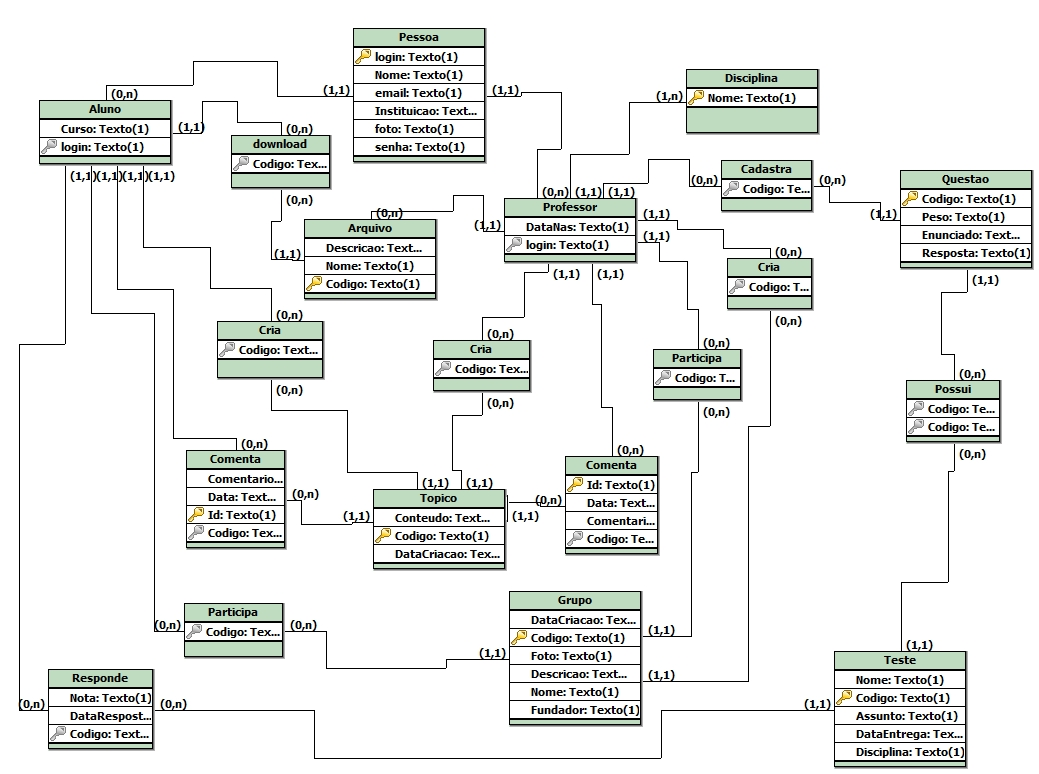 Pessoa
login: Texto(1)
Nome: Texto(1)
email: Texto(1)
Instituicao: Text...
foto: Texto(1)
senha: Texto(1)
(1,1)
(1,1)
Disciplina
Nome: Texto(1)
(1,n)
(0,n)
Aluno
Curso: Texto(1)
login: Texto(1)
(1,1)
(1,1)(1,1)(1,1)(1,1)
(0,n)
download
Codigo: Tex...
(0,n)
(0,n)
Arquivo
Descricao: Text...
Nome: Texto(1)
Codigo: Texto(1)
(1,1)
(0,n) (1,1) (1,1)
Professor
DataNas: Texto(1)
login: Texto(1)
(1,1)
(1,1)
(1,1)
(1,1)
(1,1)
(0,n)
Cadastra
Codigo: Te...
(0,n)
(1,1)
Questao
Codigo: Texto(1)
Peso: Texto(1)
Enunciado: Text...
Resposta: Texto(1)
(1,1)
(0,n)
Cria
Codigo: T...
(0,n)
(0,n)
Cria
Codigo: Text...
(0,n)
(0,n)
Cria
Codigo: Tex...
(0,n)
(0,n)
Participa
Codigo: T...
(0,n)
(0,n)
Possui
Codigo: Te...
Codigo: Te...
(0,n)
(0,n)
Comenta
Comentario...
Data: Text...
Id: Texto(1)
Codigo: Tex...
(0,n)
(1,1)
(1,1) (1,1)
Topico
Conteudo: Text...
Codigo: Texto(1)
DataCriacao: Tex...
(1,1)
(0,n)
(0,n)
Comenta
Id: Texto(1)
Data: Text...
Comentari...
Codigo: Te...
(0,n)
Participa
Codigo: Tex...
(0,n)
(1,1)
Grupo
DataCriacao: Tex...
Codigo: Texto(1)
Foto: Texto(1)
Descricao: Text...
Nome: Texto(1)
Fundador: Texto(1)
(1,1)
(1,1)
(0,n)
Responde
Nota: Texto(1)
DataRespost...
Codigo: Text...
(0,n)
(1,1)
(1,1)
Teste
Nome: Texto(1)
Codigo: Texto(1)
Assunto: Texto(1)
DataEntrega: Tex...
Disciplina: Texto(1)